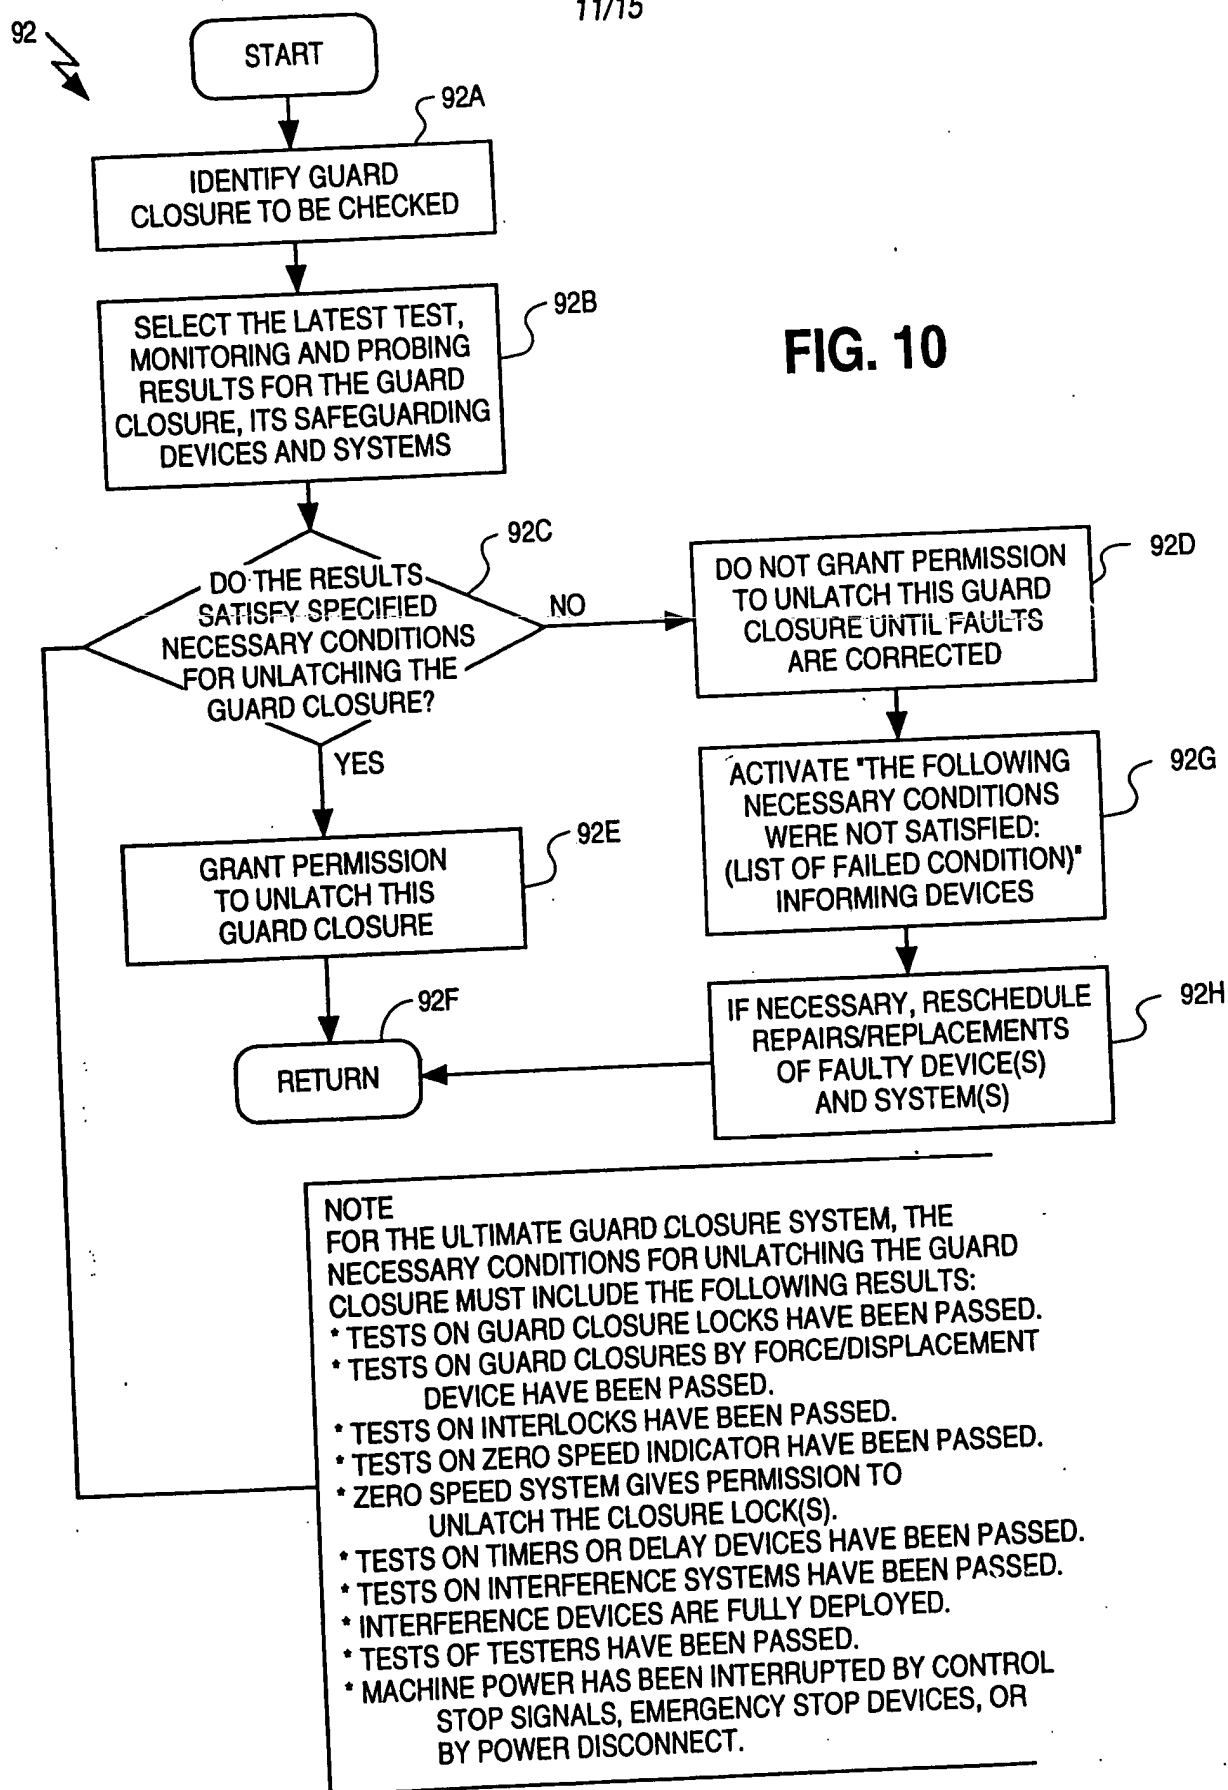 11/15
92
START
92A
IDENTIFY GUARD
CLOSURE TO BE CHECKED
92B
SELECT THE LATEST TEST,
MONITORING AND PROBING
RESULTS FOR THE GUARD
CLOSURE, ITS SAFEGUARDING
DEVICES AND SYSTEMS
FIG. 10
92C
DO THE RESULTS
SATISFY SPECIFIED
NECESSARY CONDITIONS
FOR UNLATCHING THE
GUARD CLOSURE?
NO
YES
92D
DO NOT GRANT PERMISSION
TO UNLATCH THIS GUARD
CLOSURE UNTIL FAULTS
ARE CORRECTED
92G
ACTIVATE "THE FOLLOWING
NECESSARY CONDITIONS
WERE NOT SATISFIED:
(LIST OF FAILED CONDITION)"
INFORMING DEVICES
92E
GRANT PERMISSION
TO UNLATCH THIS
GUARD CLOSURE
92H
IF NECESSARY, RESCHEDULE
REPAIRS/REPLACEMENTS
OF FAULTY DEVICE(S)
AND SYSTEM(S)
92F
RETURN
NOTE
FOR THE ULTIMATE GUARD CLOSURE SYSTEM, THE
NECESSARY CONDITIONS FOR UNLATCHING THE GUARD
CLOSURE MUST INCLUDE THE FOLLOWING RESULTS:
* TESTS ON GUARD CLOSURE LOCKS HAVE BEEN PASSED.
* TESTS ON GUARD CLOSURES BY FORCE/DISPLACEMENT
DEVICE HAVE BEEN PASSED.
* TESTS ON INTERLOCKS HAVE BEEN PASSED.
* TESTS ON ZERO SPEED INDICATOR HAVE BEEN PASSED.
* ZERO SPEED SYSTEM GIVES PERMISSION TO
UNLATCH THE CLOSURE LOCK(S).
* TESTS ON TIMERS OR DELAY DEVICES HAVE BEEN PASSED.
* TESTS ON INTERFERENCE SYSTEMS HAVE BEEN PASSED.
* INTERFERENCE DEVICES ARE FULLY DEPLOYED.
* TESTS OF TESTERS HAVE BEEN PASSED.
* MACHINE POWER HAS BEEN INTERRUPTED BY CONTROL
STOP SIGNALS, EMERGENCY STOP DEVICES, OR
BY POWER DISCONNECT.